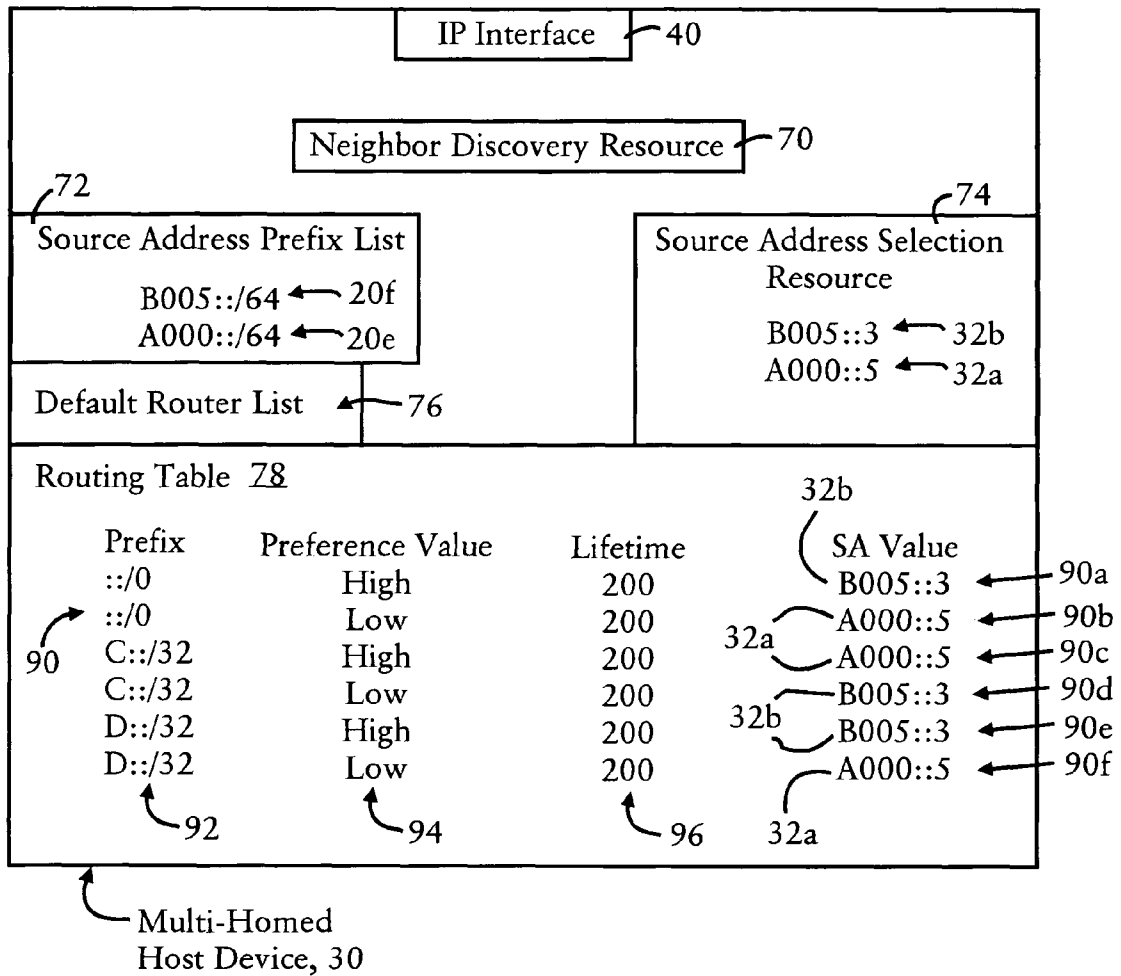 IP Interface 40
Neighbor Discovery Resource 70
72
Source Address Prefix List
B005::/64 20f
A000::/64 20e
74
Source Address Selection
Resource
B005::3 32b
A000::5 32a
Default Router List 76
Routing Table 78
32b
Prefix Preference Value Lifetime SA Value
::/0 High 200 B005::3 90a
::/0 Low 200 A000::5 90b
90 32a
C::/32 High 200 A000::5 90c
C::/32 Low 200 B005::3 90d
32b
D::/32 High 200 B005::3 90e
D::/32 Low 200 A000::5 90f
92 94 96 32a
Multi-Homed
Host Device, 30